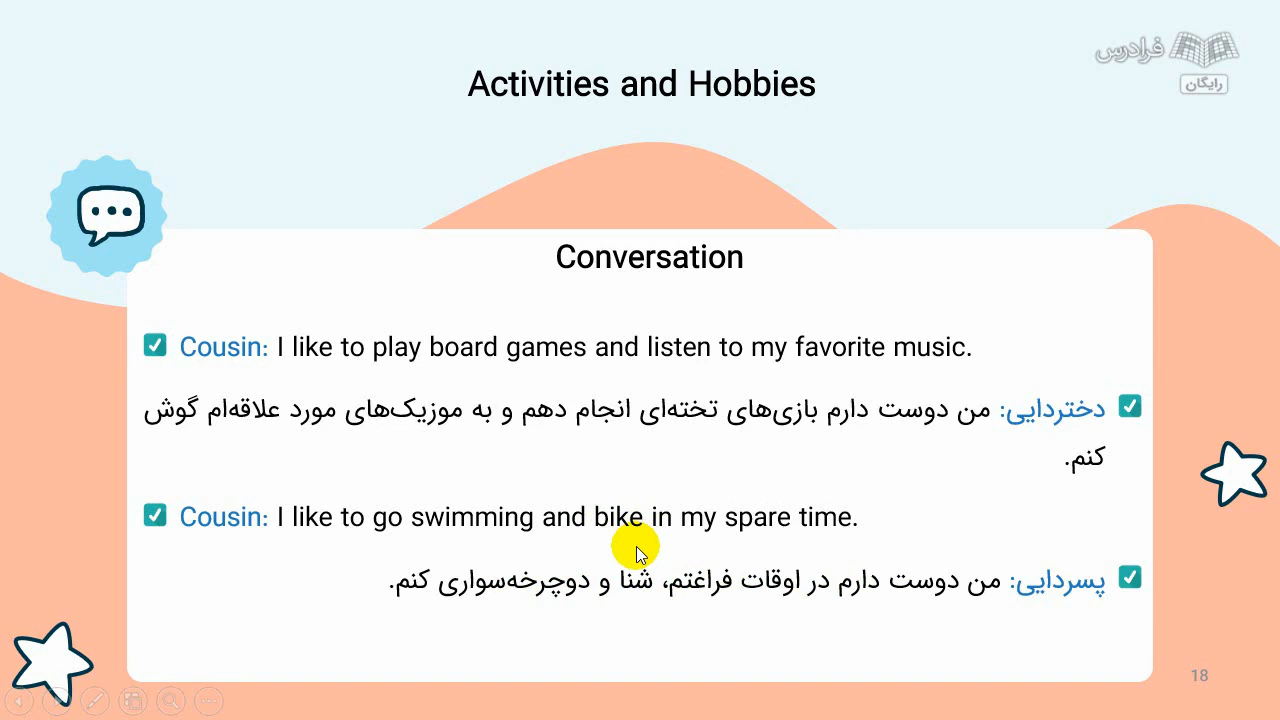 فرادرس
رایگان
Activities and Hobbies
Conversation
Cousin: I like to play board games and listen to my favorite music.
دختردایی: من دوست دارم بازی‌های تخته‌ای انجام دهم و به موزیک‌های مورد علاقه‌ام گوش
کنم.
Cousin: I like to go swimming and bike in my spare time.
پسردایی: من دوست دارم در اوقات فراغتم، شنا و دوچرخه‌سواری کنم.
18